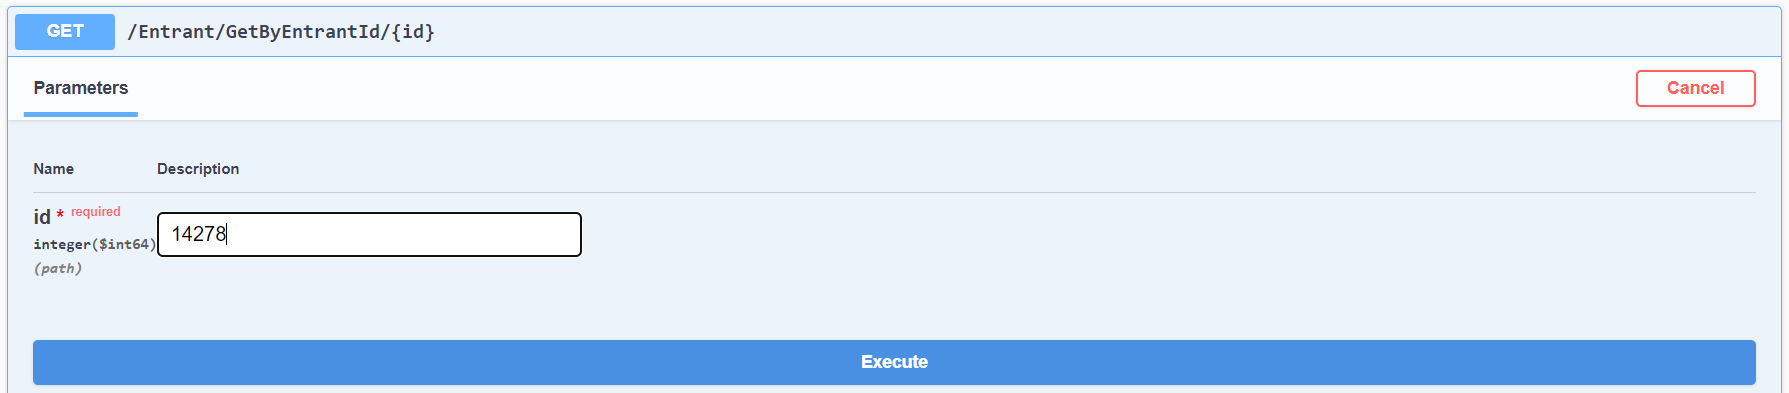 GET /Entrant/GetByEntrantId/{id}
Parameters Cancel
Name Description
id * required
14278
integer($int64)
(path)
Execute